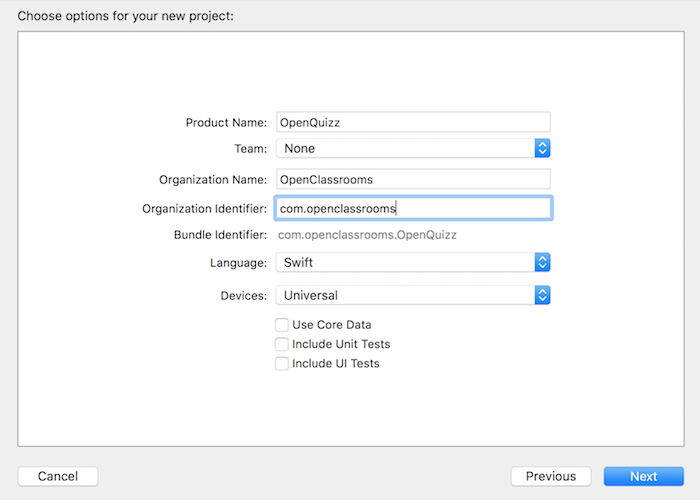 Choose options for your new project:
Product Name: OpenQuizz
Team: None
Organization Name: OpenClassrooms
Organization Identifier: com.openclassrooms
Bundle Identifier: com.openclassrooms.OpenQuizz
Language: Swift
Devices: Universal
Use Core Data
Include Unit Tests
Include UI Tests
Cancel Previous Next